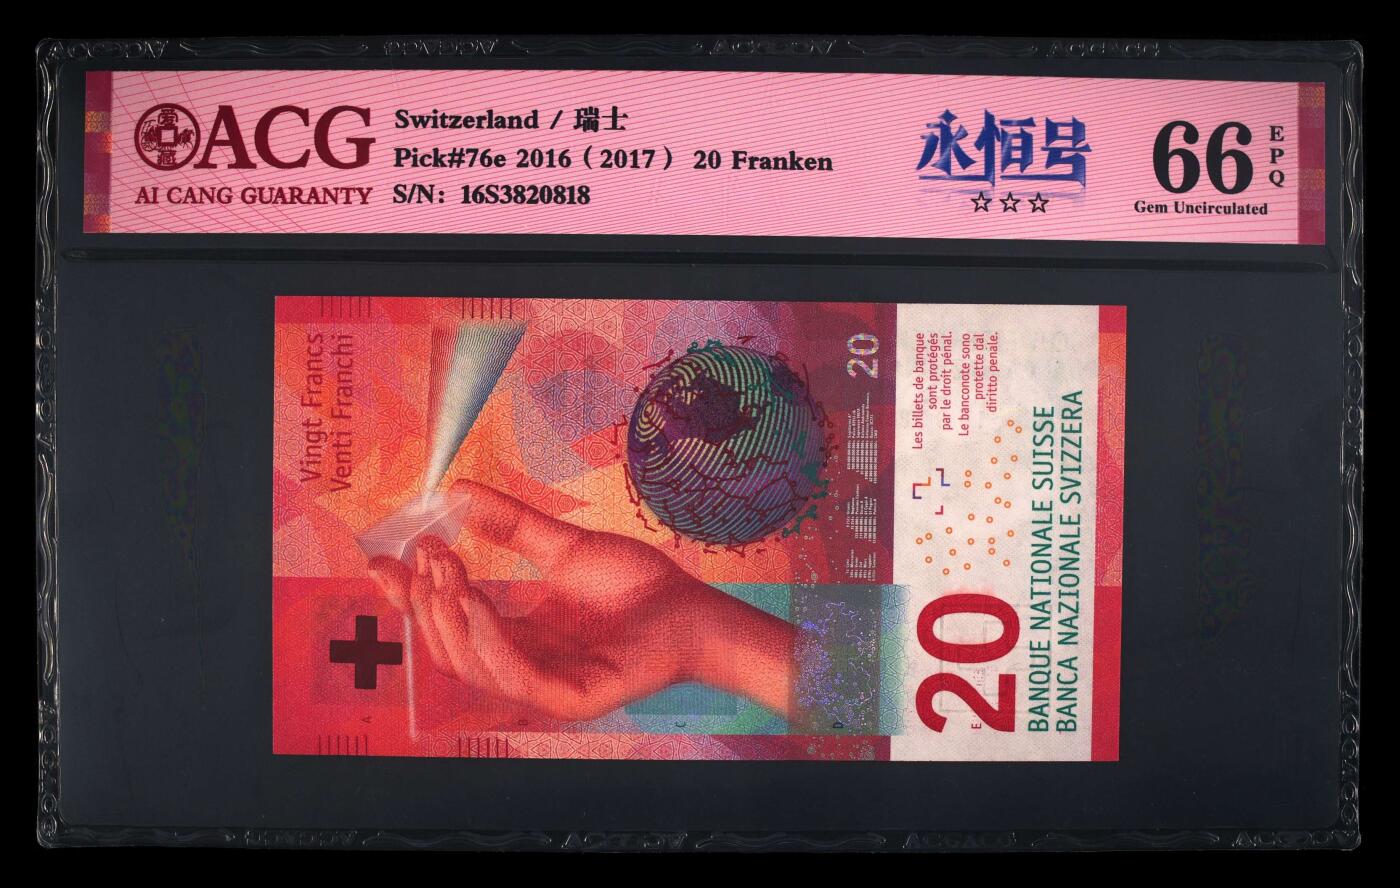 ACG
AI CANG GUARANTY
Switzerland / 瑞士
Pick#76e 2016（2017） 20 Franken
S/N: 16S3820818
永恒号
☆☆☆
66
EPQ
Gem Uncirculated
Vingt Francs
Venti Franchi
20
Les billets de banque
sont protégés
par le droit pénal.
Le banconote sono
protette dal
diritto penale.
20
BANQUE NATIONALE SUISSE
BANCA NAZIONALE SVIZZERA
A
B
C
D
E